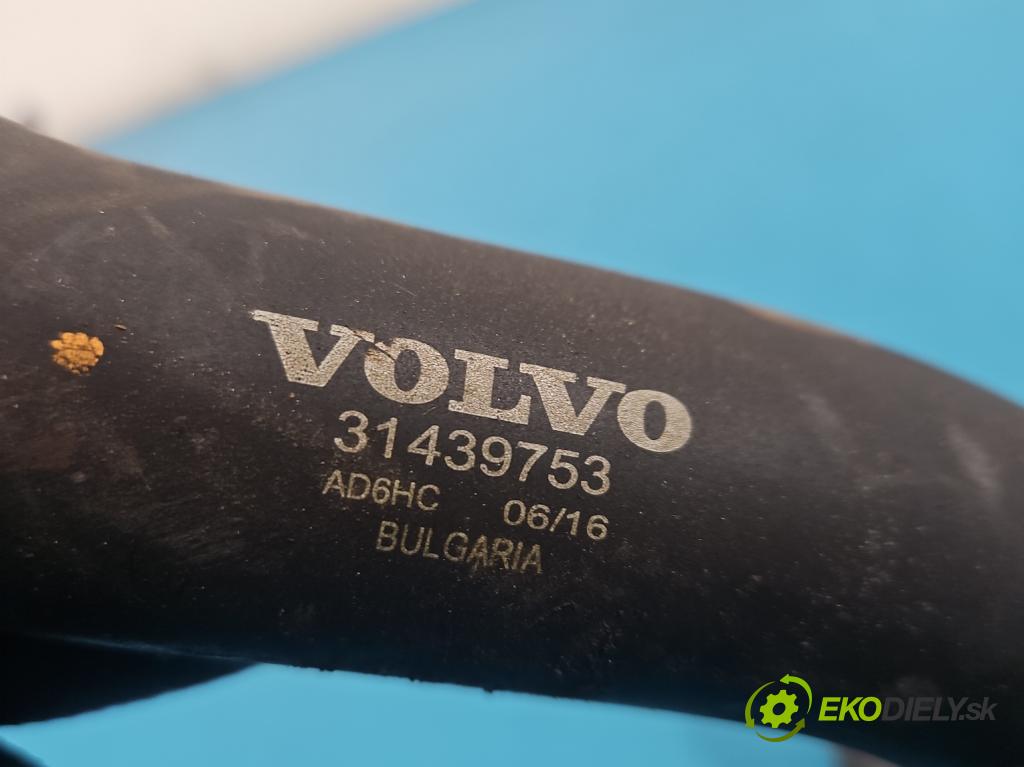 VOLVO
31439753
AD6HC 06/16
BULGARIA
EKODIELY.sk